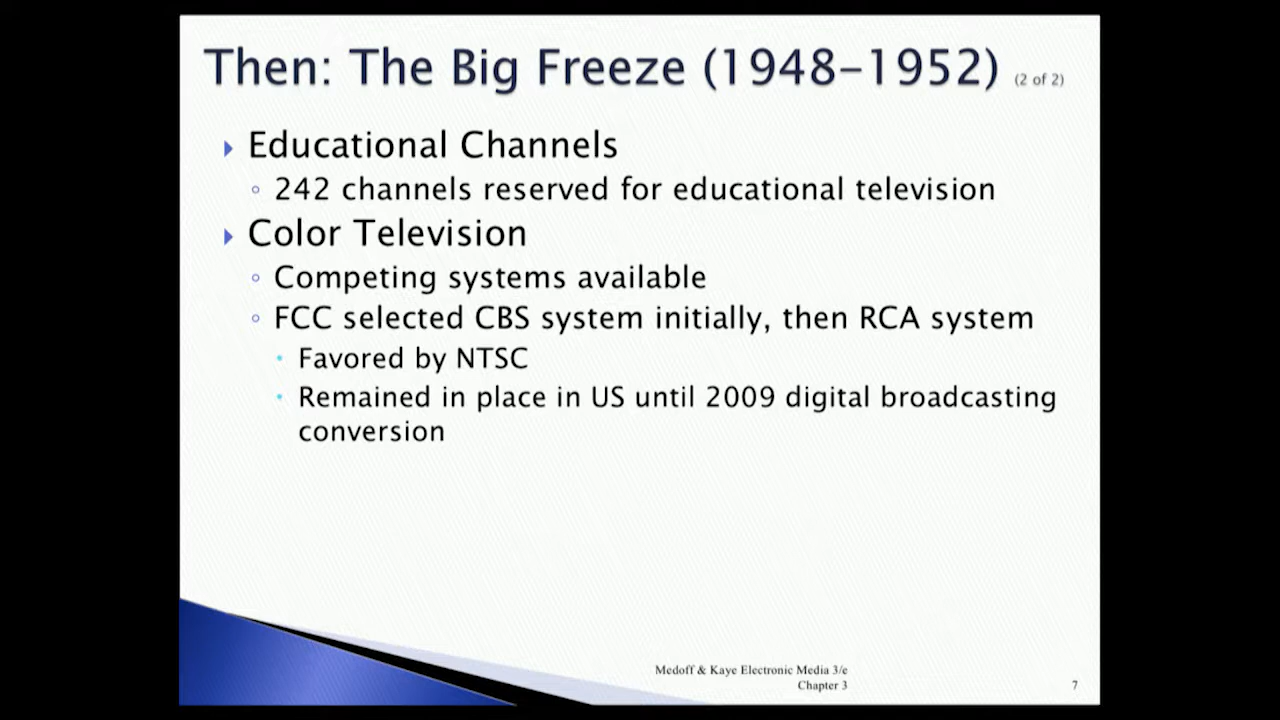 Then: The Big Freeze (1948–1952) (2 of 2)
Educational Channels
242 channels reserved for educational television
Color Television
Competing systems available
FCC selected CBS system initially, then RCA system
Favored by NTSC
Remained in place in US until 2009 digital broadcasting
conversion
Medoff & Kaye Electronic Media 3/e
Chapter 3
7